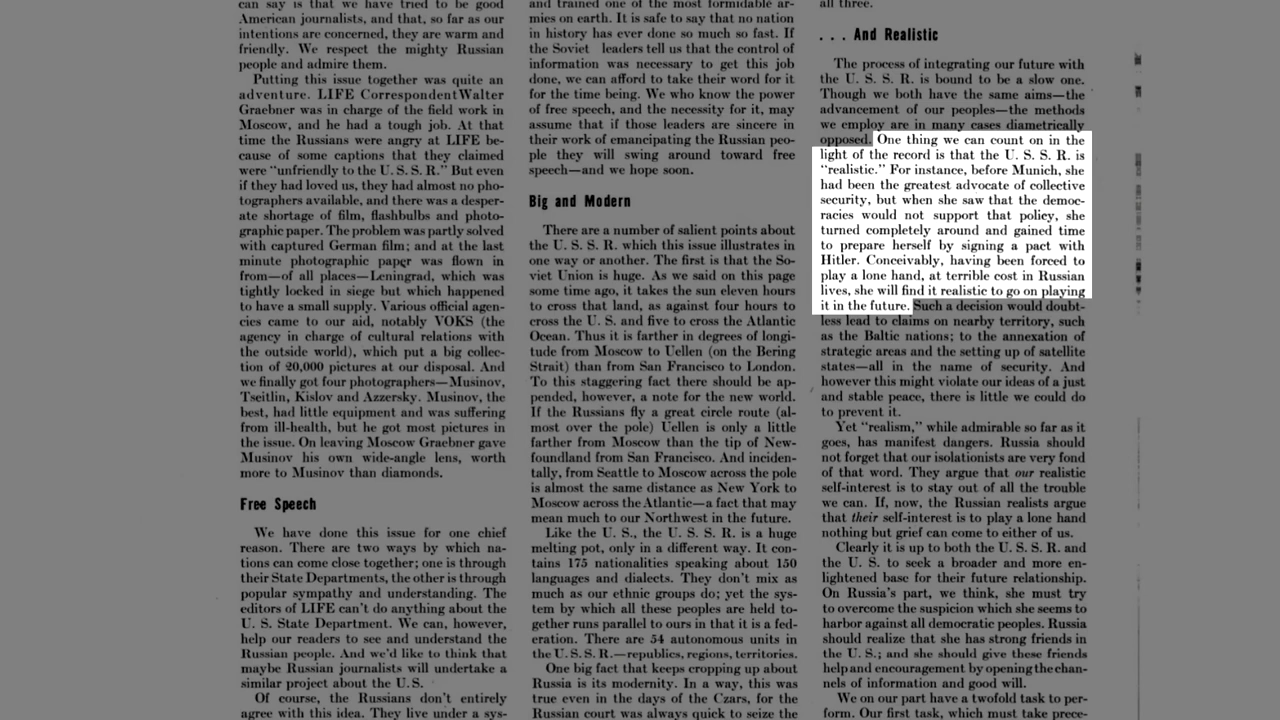 can say is that we have tried to be good
American journalists, and that, so far as our
intentions are concerned, they are warm and
friendly. We respect the mighty Russian
people and admire them.
Putting this issue together was quite an
adventure. LIFE Correspondent Walter
Graebner was in charge of the field work in
Moscow, and he had a tough job. At that
time the Russians were angry at LIFE be-
cause of some captions that they claimed
were “unfriendly to the U. S. S. R.” But even
if they had loved us, they had almost no pho-
tographers available, and there was a desper-
ate shortage of film, flashbulbs and photo-
graphic paper. The problem was partly solved
with captured German film; and at the last
minute photographic paper was flown in
from—of all places—Leningrad, which was
tightly locked in siege but which happened
to have a small supply. Various official agen-
cies came to our aid, notably VOKS (the
agency in charge of cultural relations with
the outside world), which put a big collec-
tion of 20,000 pictures at our disposal. And
we finally got four photographers—Musinov,
Tseitlin, Kislov and Azzersky. Musinov, the
best, had little equipment and was suffering
from ill-health, but he got most pictures in
the issue. On leaving Moscow Graebner gave
Musinov his own wide-angle lens, worth
more to Musinov than diamonds.
Free Speech
We have done this issue for one chief
reason. There are two ways by which na-
tions can come close together; one is through
their State Departments, the other is through
popular sympathy and understanding. The
editors of LIFE can’t do anything about the
U. S. State Department. We can, however,
help our readers to see and understand the
Russian people. And we’d like to think that
maybe Russian journalists will undertake a
similar project about the U. S.
Of course, the Russians don’t entirely
agree with this idea. They live under a sys-
and trained one of the most formidable ar-
mies on earth. It is safe to say that no nation
in history has ever done so much so fast. If
the Soviet leaders tell us that the control of
information was necessary to get this job
done, we can afford to take their word for it
for the time being. We who know the power
of free speech, and the necessity for it, may
assume that if those leaders are sincere in
their work of emancipating the Russian peo-
ple they will swing around toward free
speech—and we hope soon.
Big and Modern
There are a number of salient points about
the U. S. S. R. which this issue illustrates in
one way or another. The first is that the So-
viet Union is huge. As we said on this page
some time ago, it takes the sun eleven hours
to cross that land, as against four hours to
cross the U. S. and five to cross the Atlantic
Ocean. Thus it is farther in degrees of longi-
tude from Moscow to Uellen (on the Bering
Strait) than from San Francisco to London.
To this staggering fact there should be ap-
pended, however, a note for the new world.
If the Russians fly a great circle route (al-
most over the pole) Uellen is only a little
farther from Moscow than the tip of New-
foundland from San Francisco. And inciden-
tally, from Seattle to Moscow across the pole
is almost the same distance as New York to
Moscow across the Atlantic—a fact that may
mean much to our Northwest in the future.
Like the U. S., the U. S. S. R. is a huge
melting pot, only in a different way. It con-
tains 175 nationalities speaking about 150
languages and dialects. They don’t mix as
much as our ethnic groups do; yet the sys-
tem by which all these peoples are held to-
gether runs parallel to ours in that it is a fed-
eration. There are 54 autonomous units in
the U. S. S. R.—republics, regions, territories.
One big fact that keeps cropping up about
Russia is its modernity. In a way, this was
true even in the days of the Czars, for the
Russian court was always quick to seize the
all three.
. . . And Realistic
The process of integrating our future with
the U. S. S. R. is bound to be a slow one.
Though we both have the same aims—the
advancement of our peoples—the methods
we employ are in many cases diametrically
opposed. One thing we can count on in the
light of the record is that the U. S. S. R. is
“realistic.” For instance, before Munich, she
had been the greatest advocate of collective
security, but when she saw that the democ-
racies would not support that policy, she
turned completely around and gained time
to prepare herself by signing a pact with
Hitler. Conceivably, having been forced to
play a lone hand, at terrible cost in Russian
lives, she will find it realistic to go on playing
it in the future. Such a decision would doubt-
less lead to claims on nearby territory, such
as the Baltic nations; to the annexation of
strategic areas and the setting up of satellite
states—all in the name of security. And
however this might violate our ideas of a just
and stable peace, there is little we could do
to prevent it.
Yet “realism,” while admirable so far as it
goes, has manifest dangers. Russia should
not forget that our isolationists are very fond
of that word. They argue that our realistic
self-interest is to stay out of all the trouble
we can. If, now, the Russian realists argue
that their self-interest is to play a lone hand
nothing but grief can come to either of us.
Clearly it is up to both the U. S. S. R. and
the U. S. to seek a broader and more en-
lightened base for their future relationship.
On Russia’s part, we think, she must try
to overcome the suspicion which she seems to
harbor against all democratic peoples. Russia
should realize that she has strong friends in
the U. S.; and she should give these friends
help and encouragement by opening the chan-
nels of information and good will.
We on our part have a twofold task to per-
form. Our first task, which must take prece-